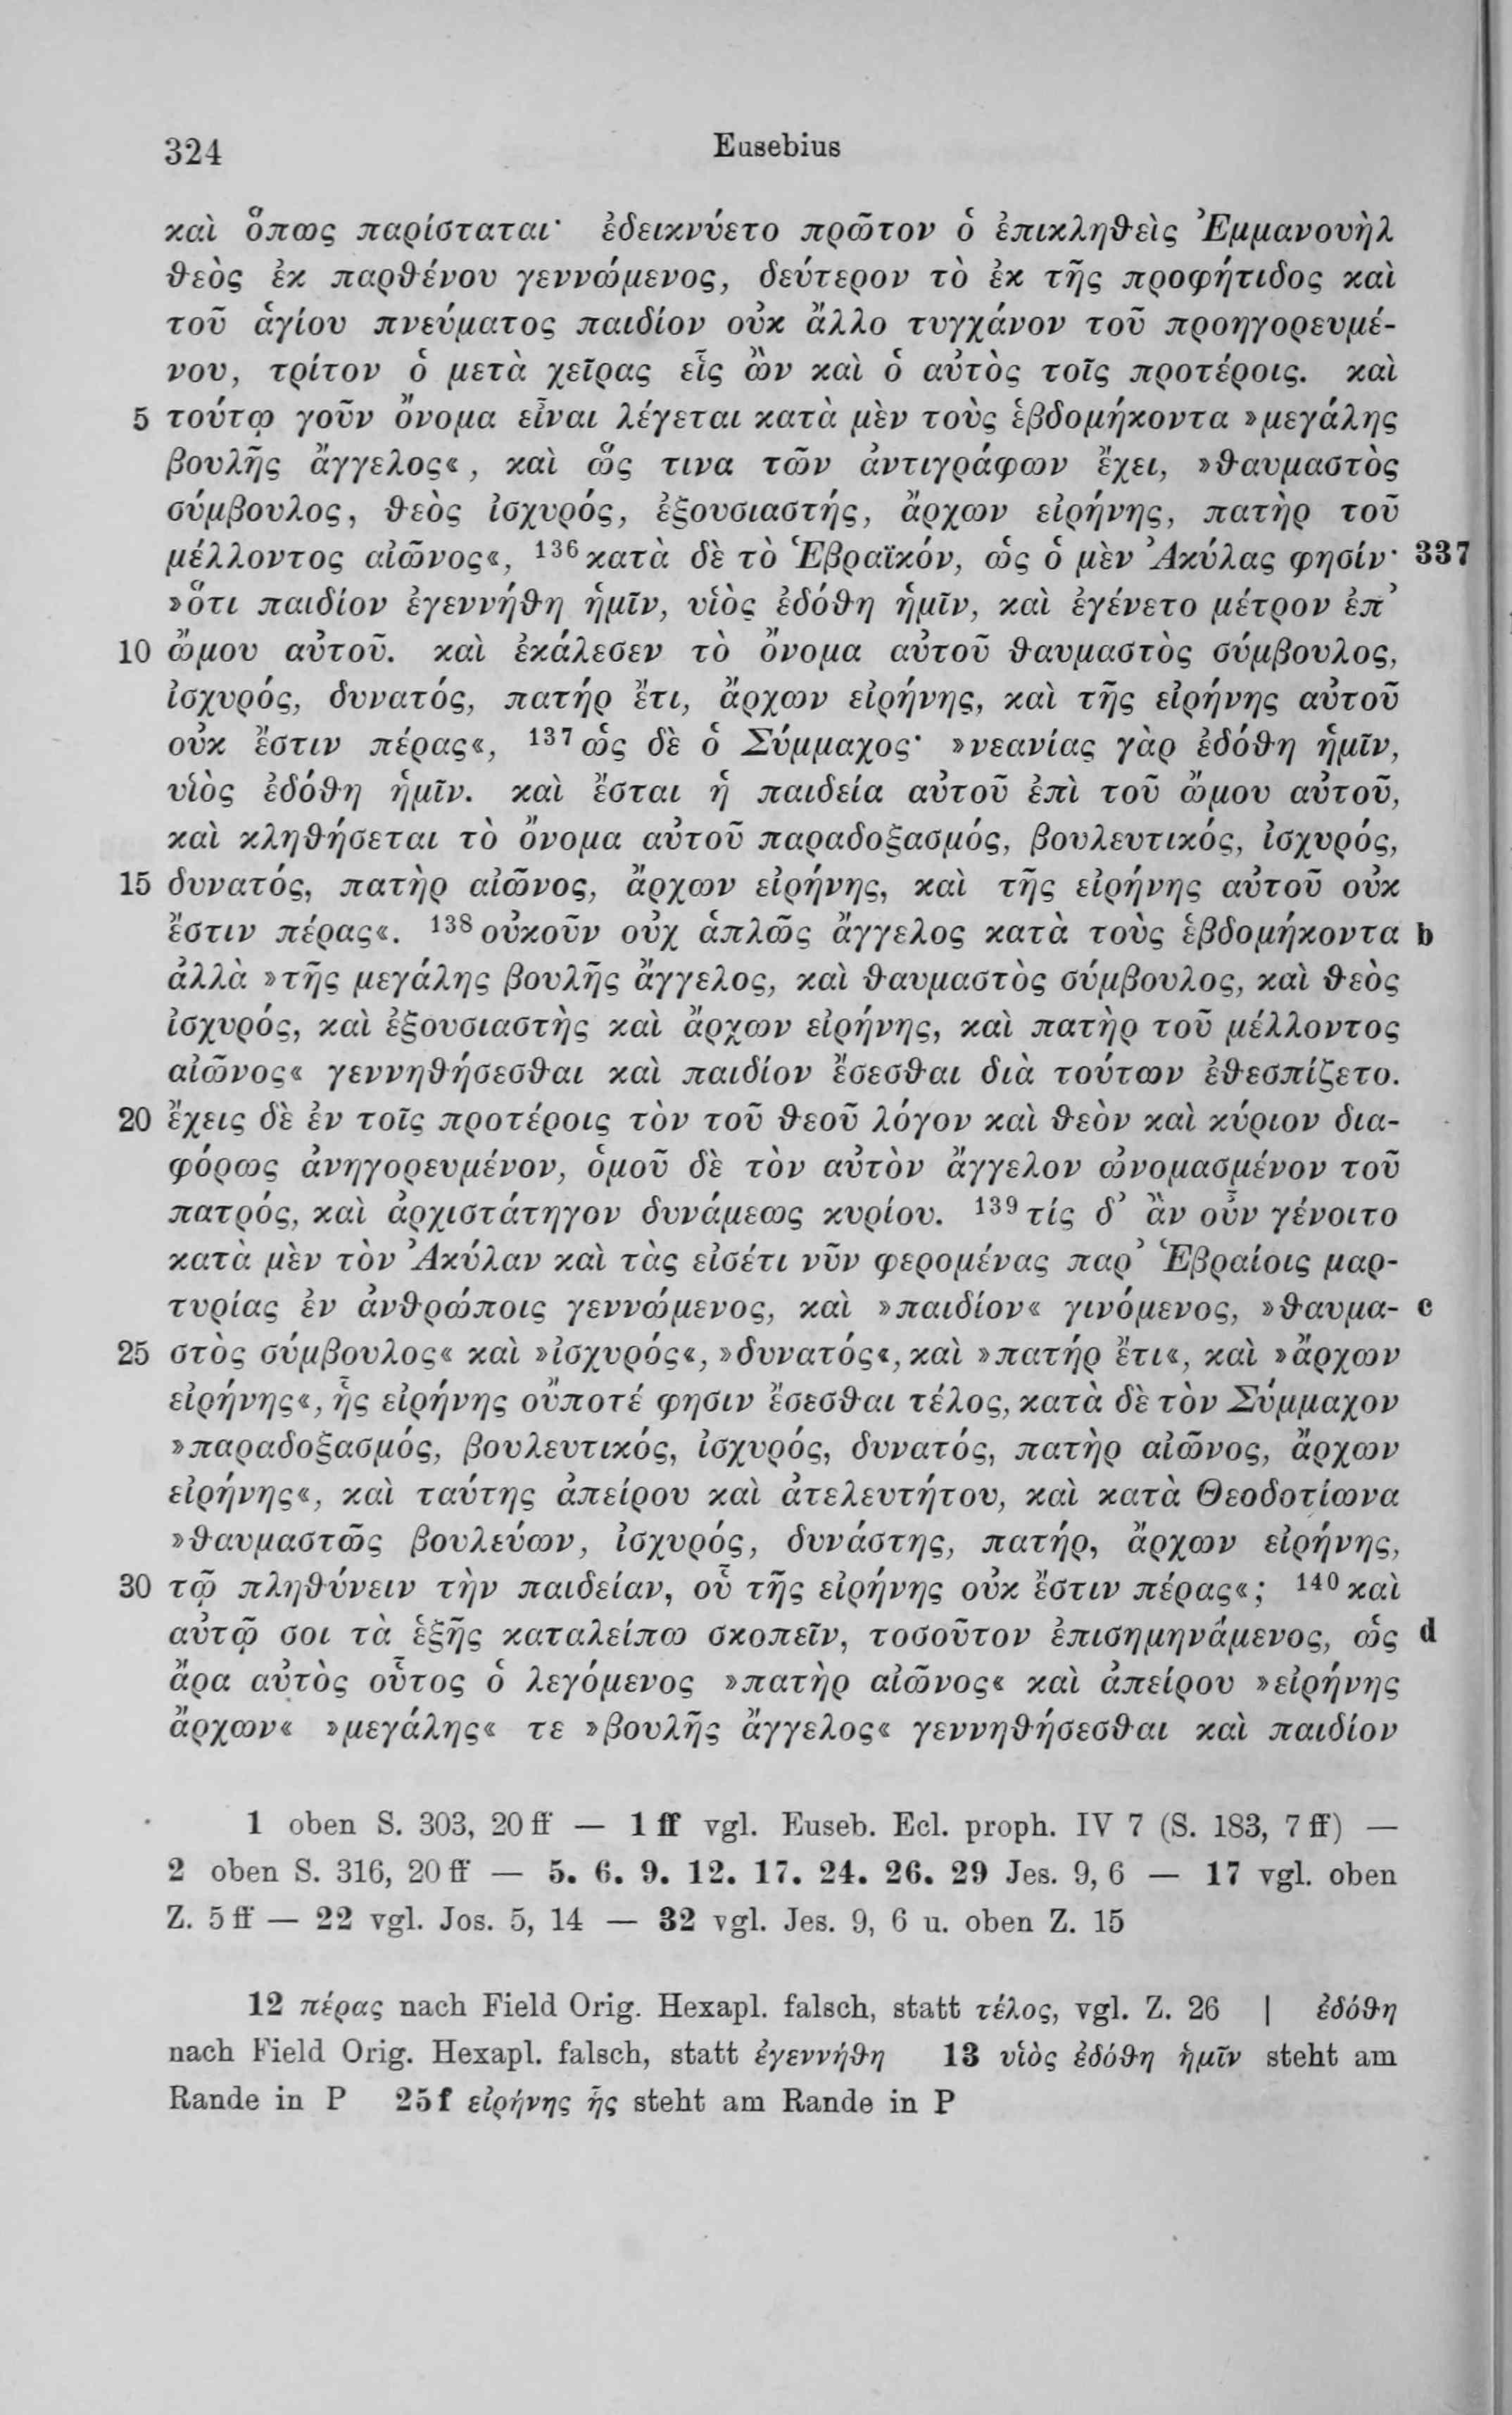 324 Eusebius
καὶ ὅπως παρίσταται· ἐδεικνύετο πρῶτον ὁ ἐπικληθεὶς Ἐμμανουὴλ
θεὸς ἐκ παρθένου γεννώμενος, δεύτερον τὸ ἐκ τῆς προφήτιδος καὶ
τοῦ ἁγίου πνεύματος παιδίον οὐκ ἄλλο τυγχάνον τοῦ προηγορευμέ-
νου, τρίτον ὁ μετὰ χεῖρας εἷς ὢν καὶ ὁ αὐτὸς τοῖς προτέροις. καὶ
5 τούτῳ γοῦν ὄνομα εἶναι λέγεται κατὰ μὲν τοὺς ἑβδομήκοντα »μεγάλης
βουλῆς ἄγγελος«, καὶ ὥς τινα τῶν ἀντιγράφων ἔχει, »θαυμαστὸς
σύμβουλος, θεὸς ἰσχυρός, ἐξουσιαστής, ἄρχων εἰρήνης, πατὴρ τοῦ
μέλλοντος αἰῶνος«, 136 κατὰ δὲ τὸ Ἑβραϊκόν, ὡς ὁ μὲν Ἀκύλας φησίν· 337
»ὅτι παιδίον ἐγεννήθη ἡμῖν, υἱὸς ἐδόθη ἡμῖν, καὶ ἐγένετο μέτρον ἐπ’
10 ὤμου αὐτοῦ. καὶ ἐκάλεσεν τὸ ὄνομα αὐτοῦ θαυμαστὸς σύμβουλος,
ἰσχυρός, δυνατός, πατήρ ἔτι, ἄρχων εἰρήνης, καὶ τῆς εἰρήνης αὐτοῦ
οὐκ ἔστιν πέρας«, 137 ὡς δὲ ὁ Σύμμαχος· »νεανίας γὰρ ἐδόθη ἡμῖν,
υἱὸς ἐδόθη ἡμῖν. καὶ ἔσται ἡ παιδεία αὐτοῦ ἐπὶ τοῦ ὤμου αὐτοῦ,
καὶ κληθήσεται τὸ ὄνομα αὐτοῦ παραδοξασμός, βουλευτικός, ἰσχυρός,
15 δυνατός, πατὴρ αἰῶνος, ἄρχων εἰρήνης, καὶ τῆς εἰρήνης αὐτοῦ οὐκ
ἔστιν πέρας«. 138 οὐκοῦν οὐχ ἁπλῶς ἄγγελος κατὰ τοὺς ἑβδομήκοντα b
ἀλλὰ »τῆς μεγάλης βουλῆς ἄγγελος, καὶ θαυμαστὸς σύμβουλος, καὶ θεὸς
ἰσχυρός, καὶ ἐξουσιαστὴς καὶ ἄρχων εἰρήνης, καὶ πατὴρ τοῦ μέλλοντος
αἰῶνος« γεννηθήσεσθαι καὶ παιδίον ἔσεσθαι διὰ τούτων ἐθεσπίζετο.
20 ἔχεις δὲ ἐν τοῖς προτέροις τὸν τοῦ θεοῦ λόγον καὶ θεὸν καὶ κύριον δια-
φόρως ἀνηγορευμένον, ὁμοῦ δὲ τὸν αὐτὸν ἄγγελον ὠνομασμένον τοῦ
πατρός, καὶ ἀρχιστάτηγον δυνάμεως κυρίου. 139 τίς δ’ ἂν οὖν γένοιτο
κατὰ μὲν τὸν Ἀκύλαν καὶ τὰς εἰσέτι νῦν φερομένας παρ’ Ἑβραίοις μαρ-
τυρίας ἐν ἀνθρώποις γεννώμενος, καὶ »παιδίον« γινόμενος, »θαυμα- c
25 στὸς σύμβουλος« καὶ »ἰσχυρός«, »δυνατός«, καὶ »πατήρ ἔτι«, καὶ »ἄρχων
εἰρήνης«, ἧς εἰρήνης οὔποτέ φησιν ἔσεσθαι τέλος, κατὰ δὲ τὸν Σύμμαχον
»παραδοξασμός, βουλευτικός, ἰσχυρός, δυνατός, πατὴρ αἰῶνος, ἄρχων
εἰρήνης«, καὶ ταύτης ἀπείρου καὶ ἀτελευτήτου, καὶ κατὰ Θεοδοτίωνα
»θαυμαστῶς βουλεύων, ἰσχυρός, δυνάστης, πατήρ, ἄρχων εἰρήνης,
30 τῷ πληθύνειν τὴν παιδείαν, οὗ τῆς εἰρήνης οὐκ ἔστιν πέρας«; 140 καὶ
αὐτῷ σοι τὰ ἑξῆς καταλείπω σκοπεῖν, τοσοῦτον ἐπισημηνάμενος, ὡς d
ἄρα αὐτὸς οὗτος ὁ λεγόμενος »πατὴρ αἰῶνος« καὶ ἀπείρου »εἰρήνης
ἄρχων« »μεγάλης« τε »βουλῆς ἄγγελος« γεννηθήσεσθαι καὶ παιδίον
1 oben S. 303, 20 ff — 1 ff vgl. Euseb. Ecl. proph. IV 7 (S. 183, 7 ff) —
2 oben S. 316, 20 ff — 5. 6. 9. 12. 17. 24. 26. 29 Jes. 9, 6 — 17 vgl. oben
Z. 5 ff — 22 vgl. Jos. 5, 14 — 32 vgl. Jes. 9, 6 u. oben Z. 15
12 πέρας nach Field Orig. Hexapl. falsch, statt τέλος, vgl. Z. 26 | ἐδόθη
nach Field Orig. Hexapl. falsch, statt ἐγεννήθη 13 υἱὸς ἐδόθη ἡμῖν steht am
Rande in P 25 f εἰρήνης ἧς steht am Rande in P